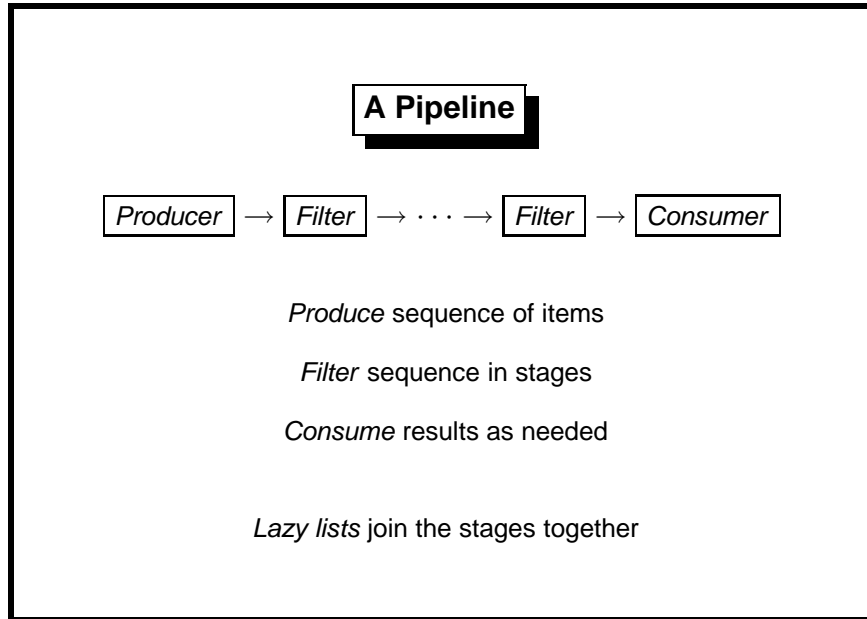 A Pipeline
Producer → Filter → · · · → Filter → Consumer
Produce sequence of items
Filter sequence in stages
Consume results as needed
Lazy lists join the stages together